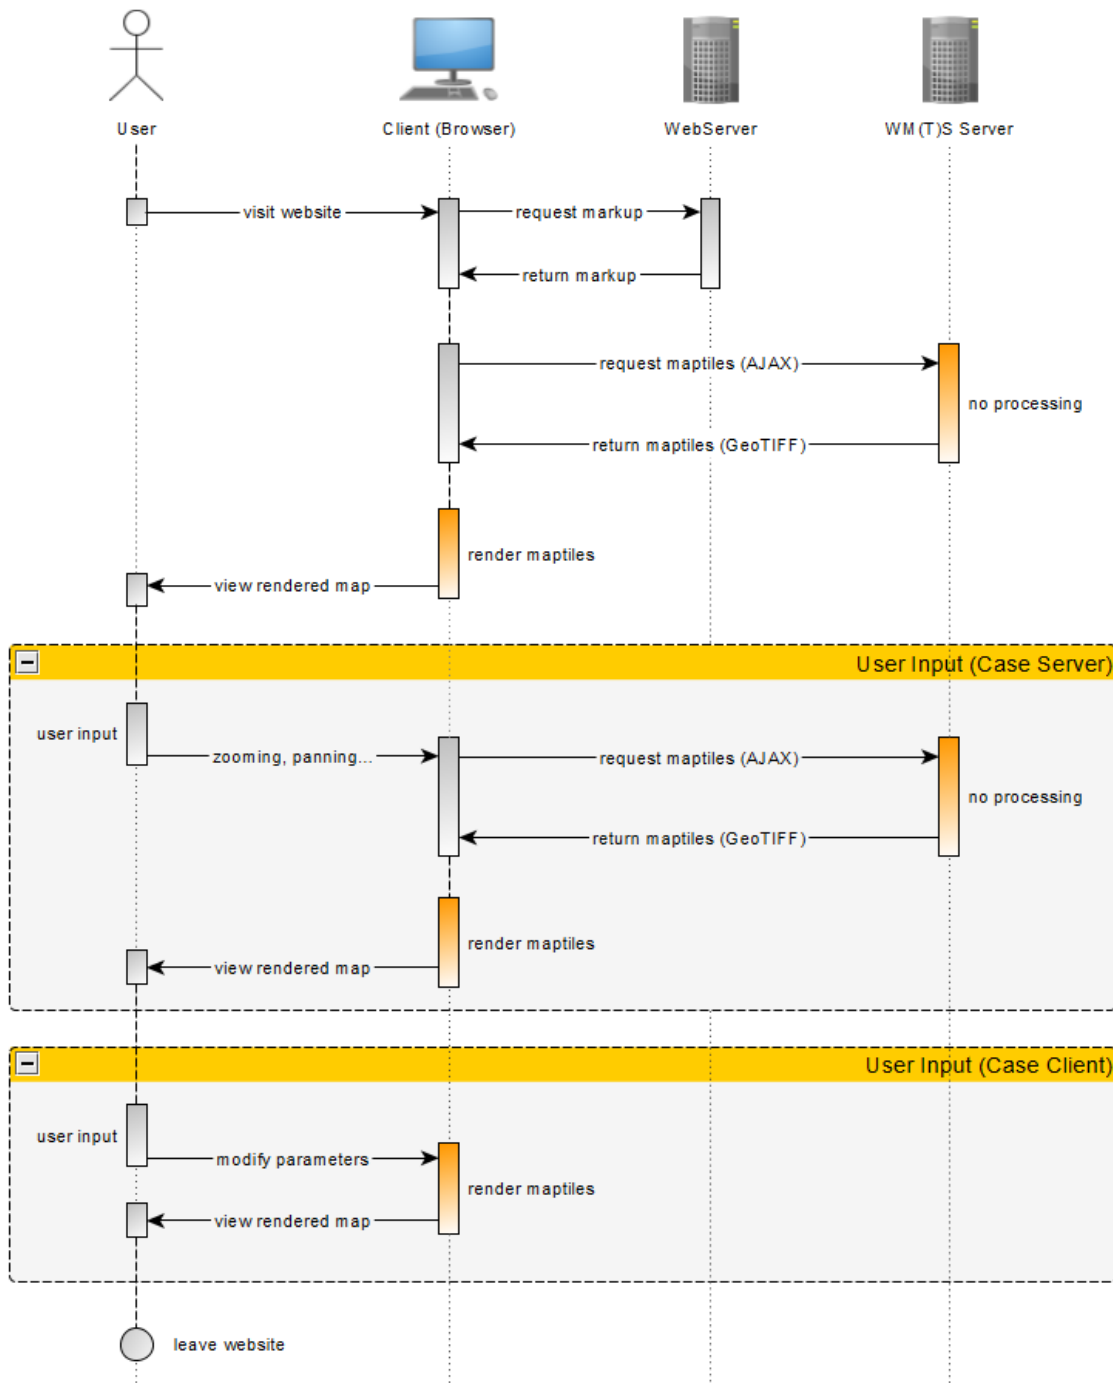 User
Client (Browser)
WebServer
WM(T)S Server
visit website
request markup
return markup
request maptiles (AJAX)
no processing
return maptiles (GeoTIFF)
render maptiles
view rendered map
User Input (Case Server)
user input
zooming, panning...
request maptiles (AJAX)
no processing
return maptiles (GeoTIFF)
render maptiles
view rendered map
User Input (Case Client)
user input
modify parameters
render maptiles
view rendered map
leave website